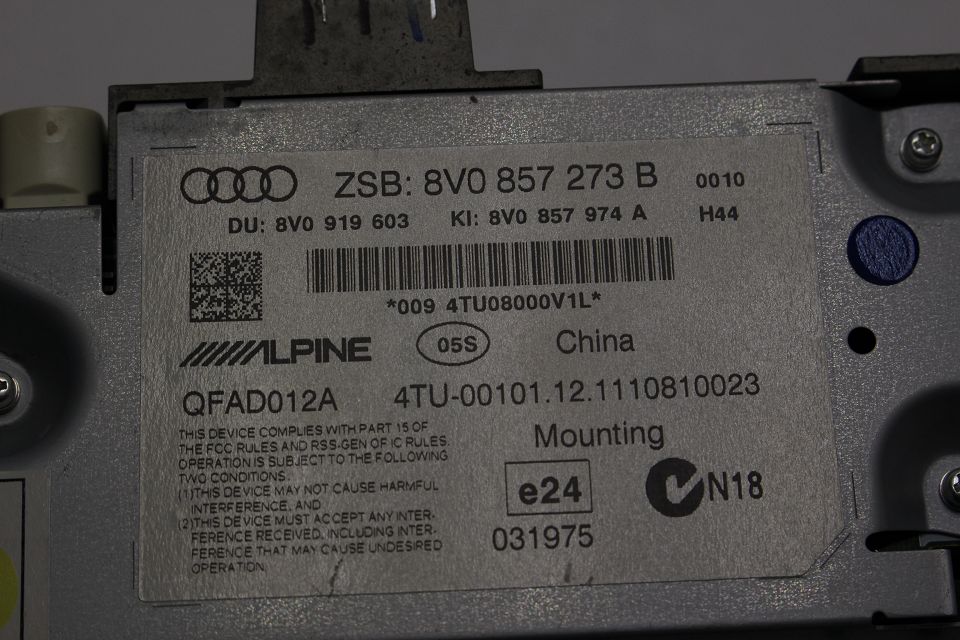 ZSB: 8V0 857 273 B 0010
DU: 8V0 919 603 KI: 8V0 857 974 A H44
*009 4TU08000V1L*
ALPINE 05S China
QFAD012A 4TU-00101.12.1110810023
THIS DEVICE COMPLIES WITH PART 15 OF
THE FCC RULES AND RSS-GEN OF IC RULES.
OPERATION IS SUBJECT TO THE FOLLOWING
TWO CONDITIONS.
(1)THIS DEVICE MAY NOT CAUSE HARMFUL
INTERFERENCE, AND
(2)THIS DEVICE MUST ACCEPT ANY INTER-
FERENCE RECEIVED, INCLUDING INTER-
FERENCE THAT MAY CAUSE UNDESIRED
OPERATION.
Mounting
e24 N18
031975